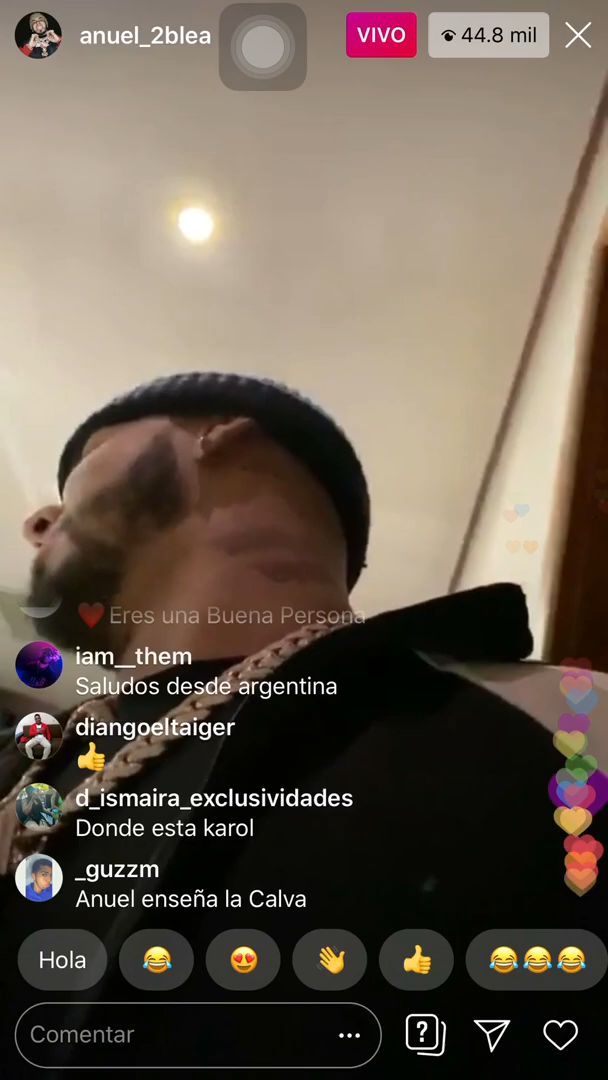 anuel_2blea
VIVO
44.8 mil
❤️ Eres una Buena Persona
iam__them
Saludos desde argentina
diangoeltaiger
👍
d_ismaira_exclusividades
Donde esta karol
_guzzm
Anuel enseña la Calva
Hola 😂 😍 👋 👍 😂😂😂
Comentar